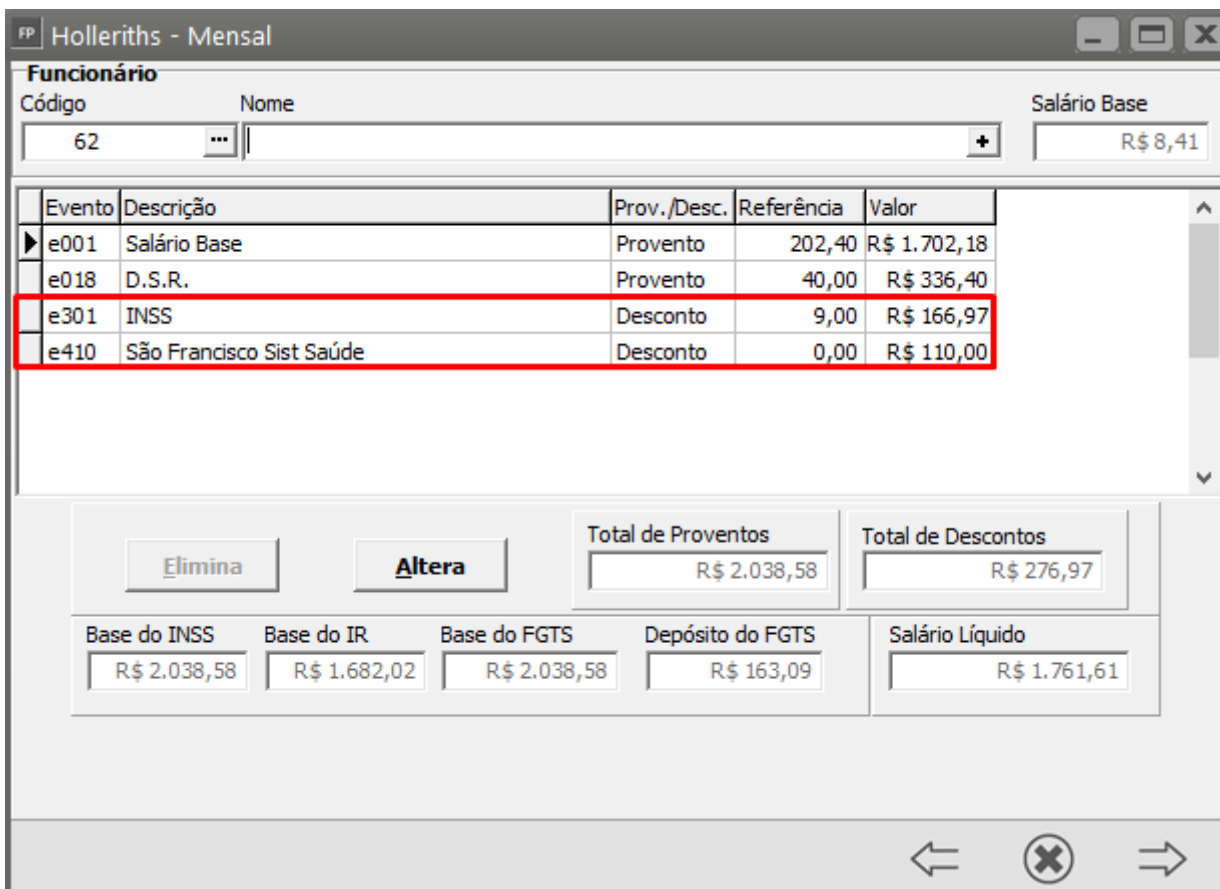 FP Holleriths - Mensal
Funcionário
Código Nome Salário Base
62 ... + R$ 8,41
Evento Descrição Prov./Desc. Referência Valor
e001 Salário Base Provento 202,40 R$ 1.702,18
e018 D.S.R. Provento 40,00 R$ 336,40
e301 INSS Desconto 9,00 R$ 166,97
e410 São Francisco Sist Saúde Desconto 0,00 R$ 110,00
Elimina Altera
Total de Proventos Total de Descontos
R$ 2.038,58 R$ 276,97
Base do INSS Base do IR Base do FGTS Depósito do FGTS Salário Líquido
R$ 2.038,58 R$ 1.682,02 R$ 2.038,58 R$ 163,09 R$ 1.761,61